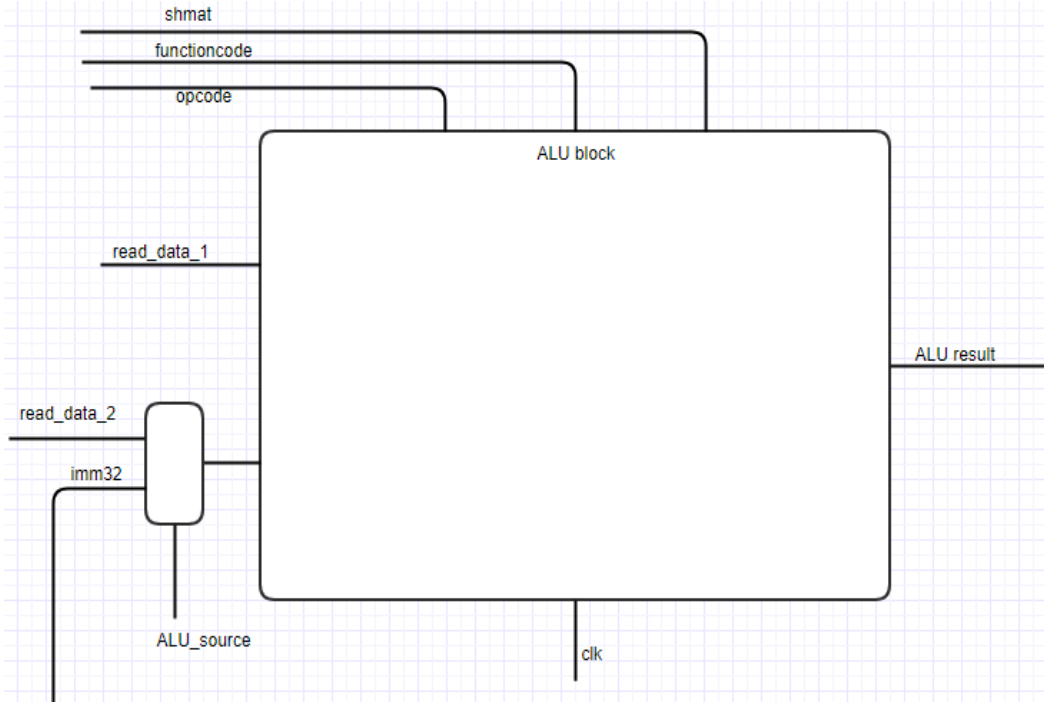 shmat
functioncode
opcode
ALU block
read_data_1
ALU result
read_data_2
imm32
ALU_source
clk